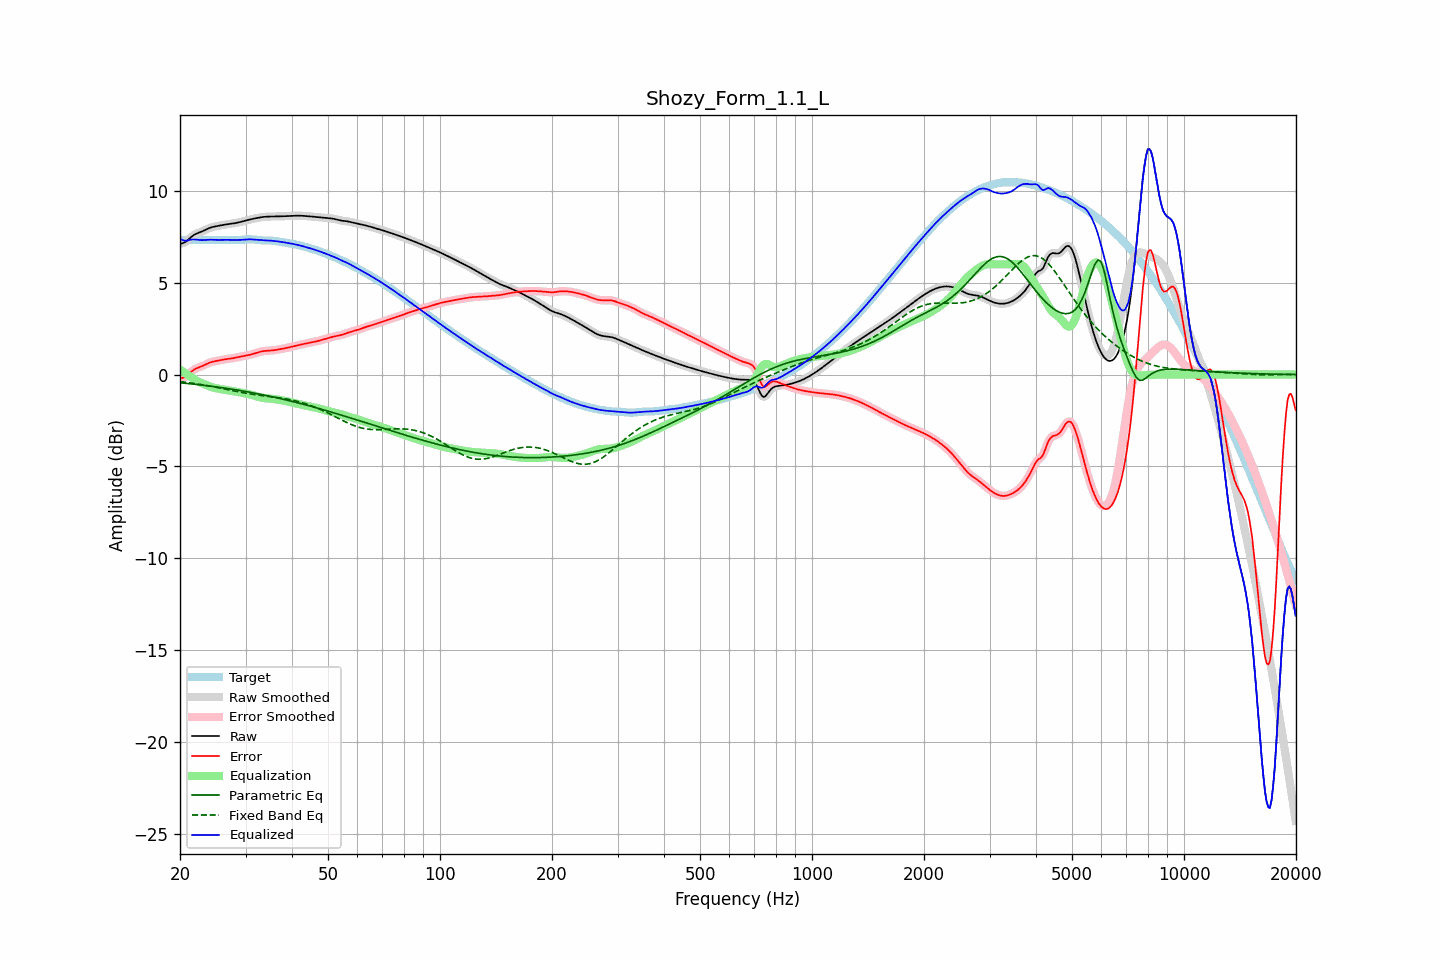 Shozy_Form_1.1_L
Amplitude (dBr)
10
5
0
−5
−10
−15
−20
−25
Target
Raw Smoothed
Error Smoothed
Raw
Error
Equalization
Parametric Eq
Fixed Band Eq
Equalized
20 50 100 200 500 1000 2000 5000 10000 20000
Frequency (Hz)